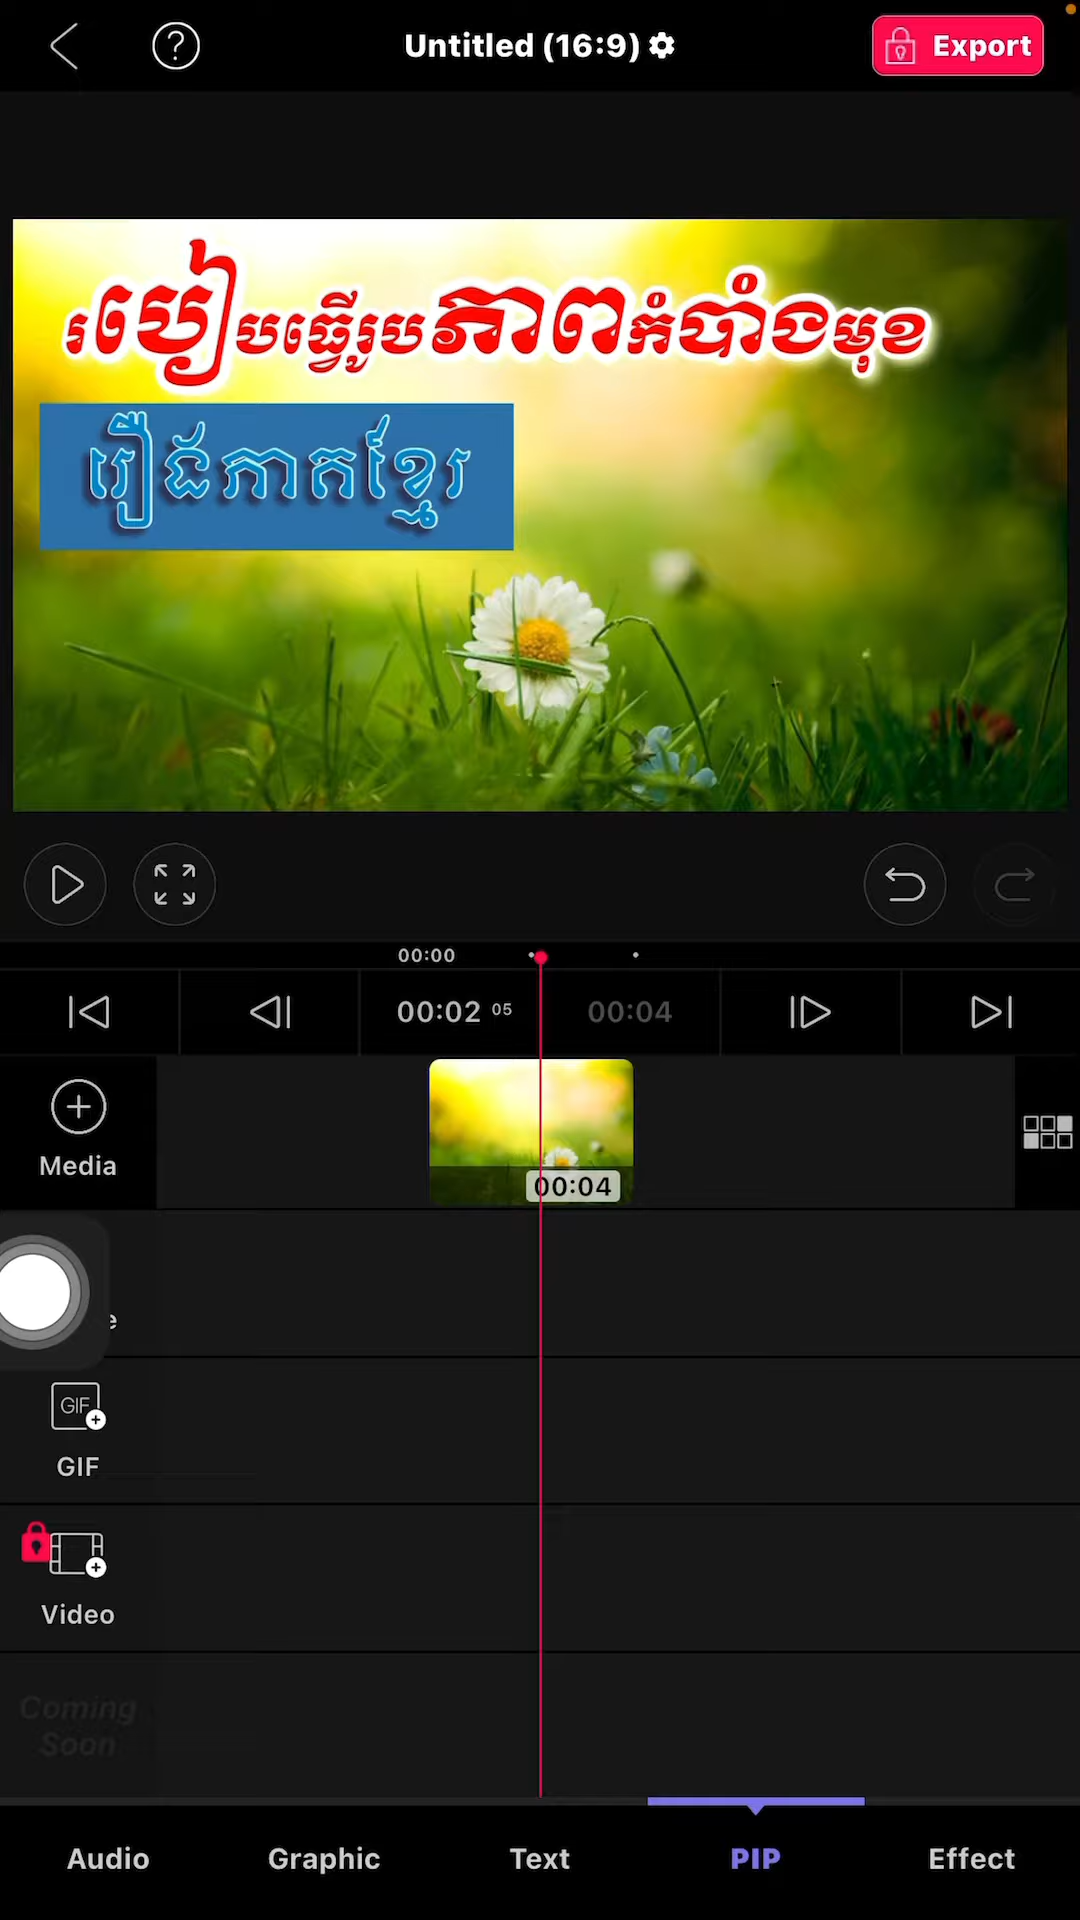 Untitled (16:9)
Export
របៀបធ្វើរូបភាពកំបាំងមុខ
រឿងភាគខ្មែរ
00:00
00:02 05
00:04
Media
00:04
e
GIF
GIF
Video
Coming
Soon
Audio
Graphic
Text
PIP
Effect